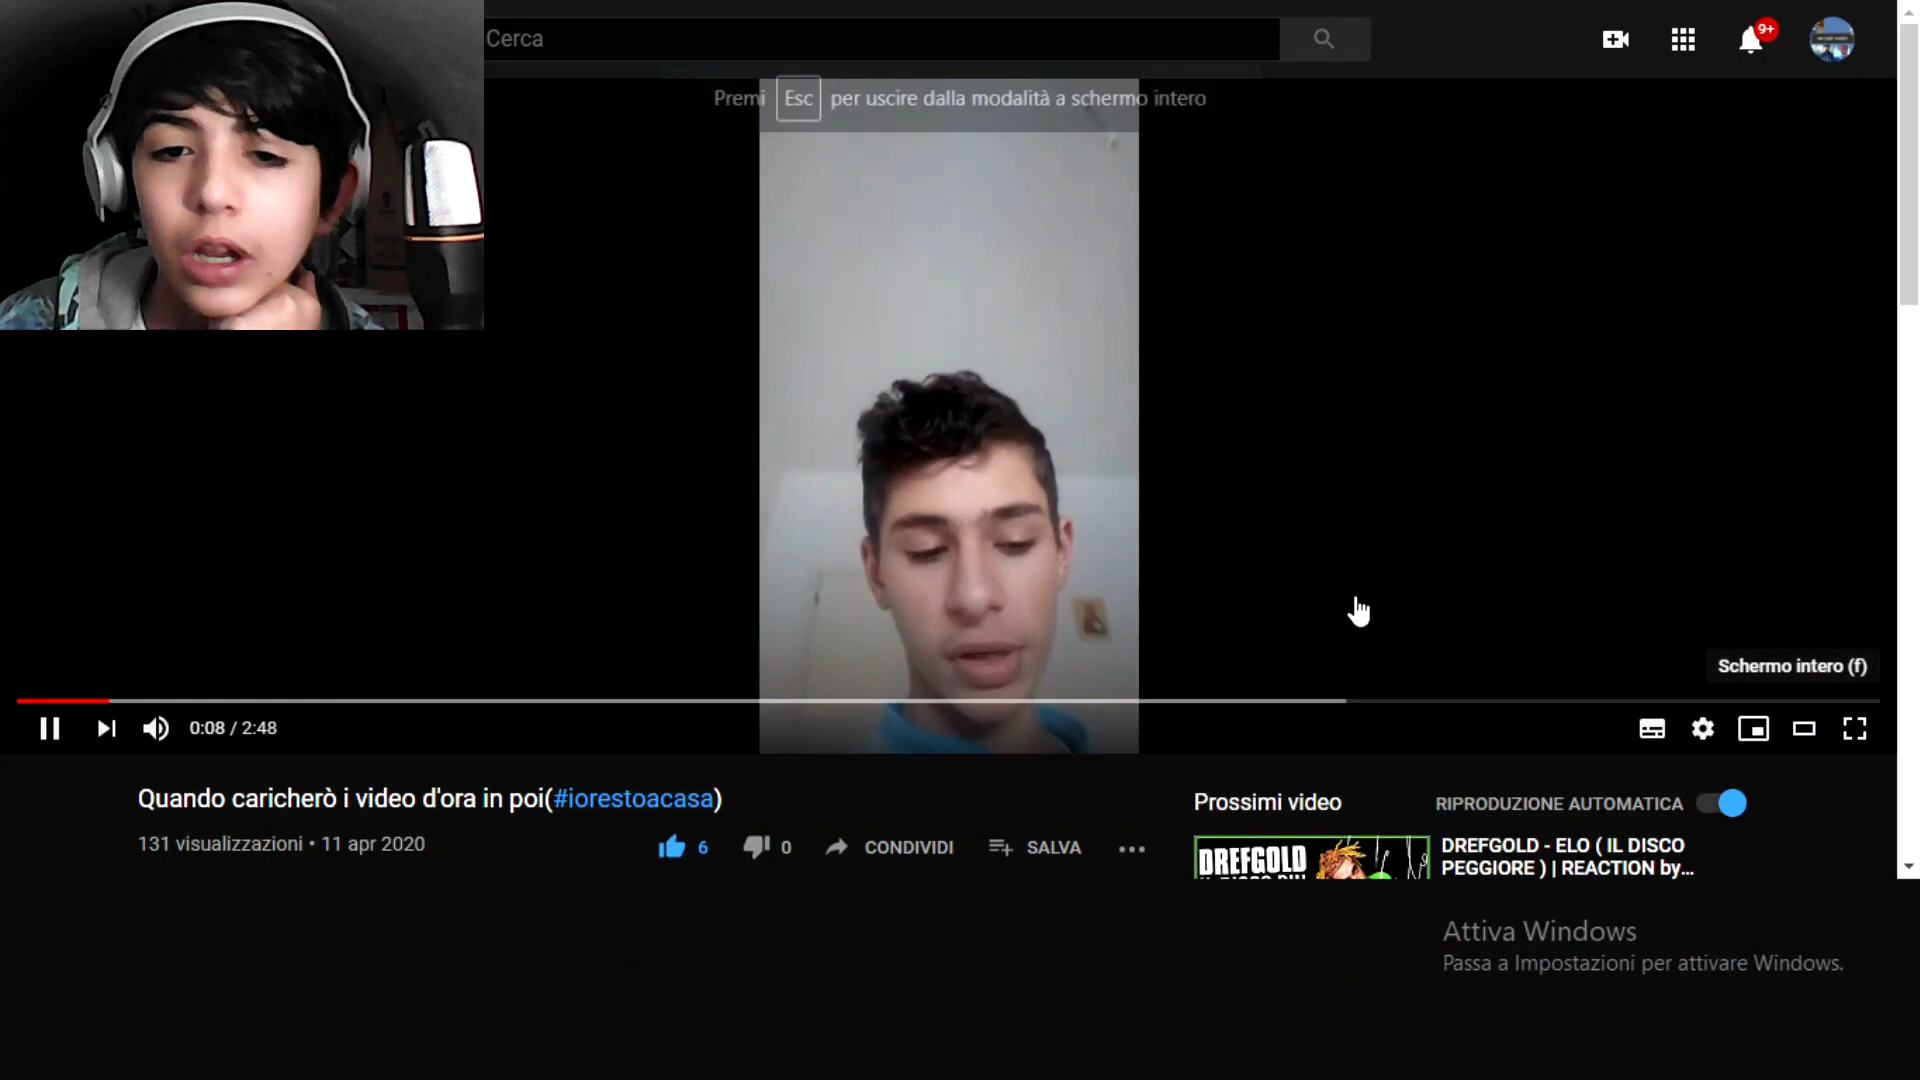 Cerca
9+
Premi Esc per uscire dalla modalità a schermo intero
Schermo intero (f)
0:08 / 2:48
Quando caricherò i video d'ora in poi(#iorestoacasa)
131 visualizzazioni • 11 apr 2020
6
0
CONDIVIDI
SALVA
Prossimi video
RIPRODUZIONE AUTOMATICA
DREFGOLD
DREFGOLD - ELO ( IL DISCO
PEGGIORE ) | REACTION by...
Attiva Windows
Passa a Impostazioni per attivare Windows.